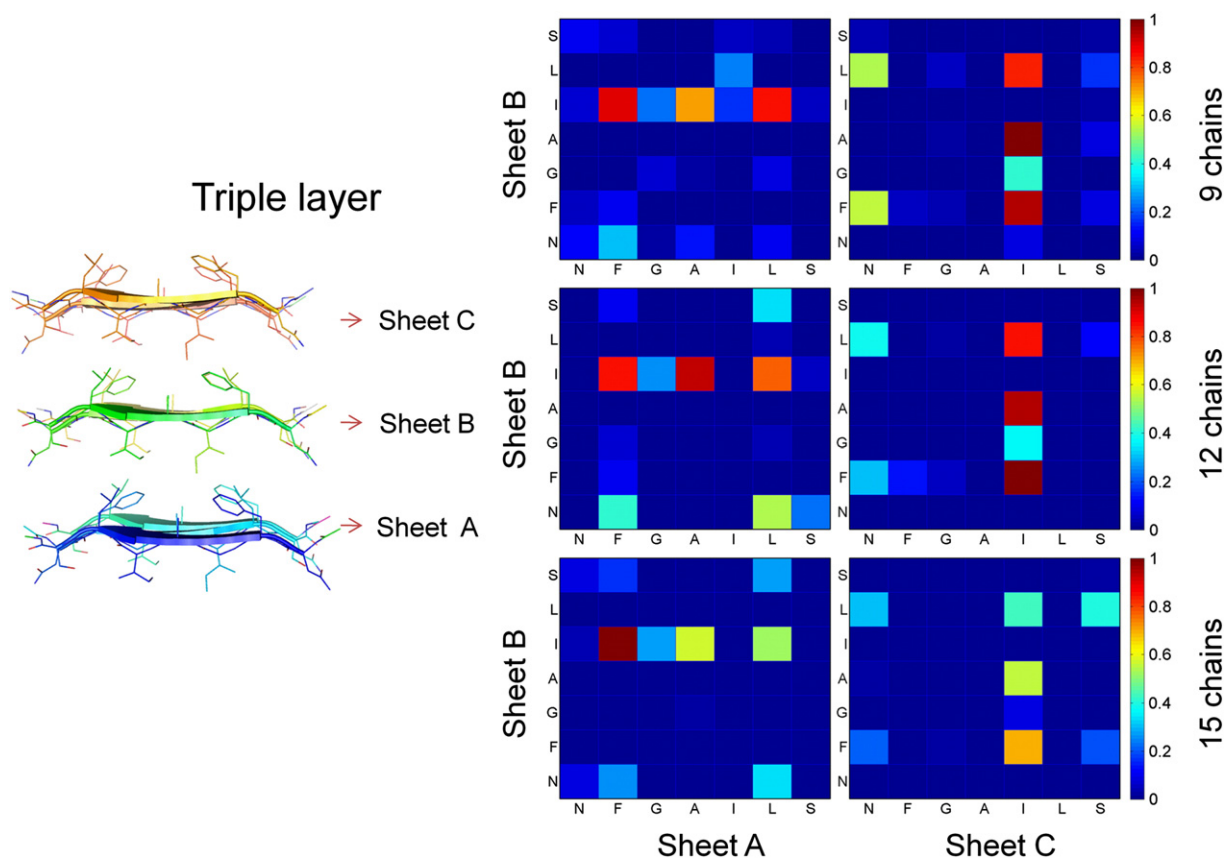 Triple layer
Sheet C
Sheet B
Sheet A
Sheet B
S
L
I
A
G
F
N
N F G A I L S
S
L
I
A
G
F
N
N F G A I L S
1
0.8
0.6
0.4
0.2
0
9 chains
Sheet B
S
L
I
A
G
F
N
N F G A I L S
S
L
I
A
G
F
N
N F G A I L S
1
0.8
0.6
0.4
0.2
0
12 chains
Sheet B
S
L
I
A
G
F
N
N F G A I L S
S
L
I
A
G
F
N
N F G A I L S
1
0.8
0.6
0.4
0.2
0
15 chains
Sheet A
Sheet C